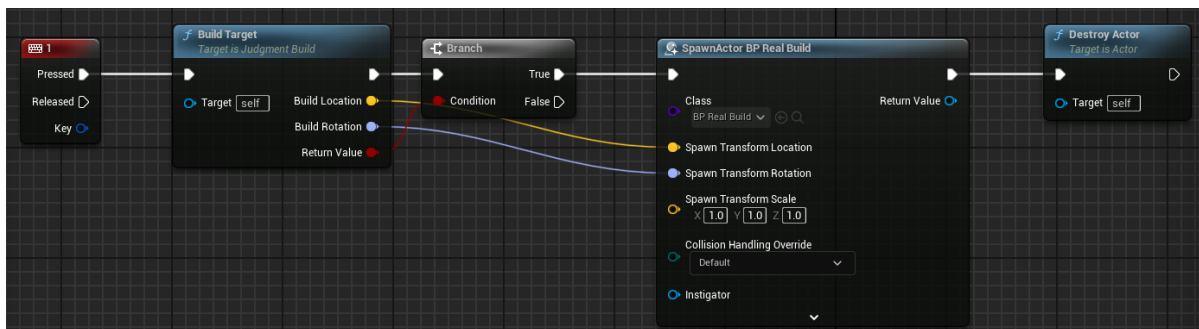 1
Pressed
Released
Key
Build Target
Target is Judgment Build
Target self
Build Location
Build Rotation
Return Value
Branch
True
Condition
False
SpawnActor BP Real Build
Class
BP Real Build
Return Value
Spawn Transform Location
Spawn Transform Rotation
Spawn Transform Scale
X 1.0 Y 1.0 Z 1.0
Collision Handling Override
Default
Instigator
Destroy Actor
Target is Actor
Target self